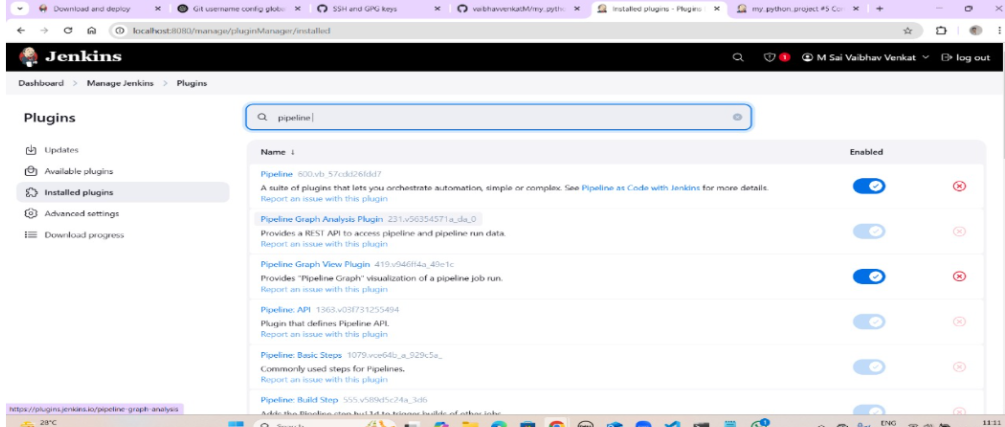 Download and deploy
Git username config globa
SSH and GPG keys
vaibhavvenkatM/my_pyth
Installed plugins - Plugins
my_python_project #5 Con
localhost:8080/manage/pluginManager/installed
Jenkins
1
M Sai Vaibhav Venkat
log out
Dashboard > Manage Jenkins > Plugins
Plugins
pipeline
Updates
Available plugins
Installed plugins
Advanced settings
Download progress
Name ↓
Enabled
Pipeline 600.vb_57cdd26fdd7
A suite of plugins that lets you orchestrate automation, simple or complex. See Pipeline as Code with Jenkins for more details.
Report an issue with this plugin
Pipeline Graph Analysis Plugin 231.v56354571a_da_0
Provides a REST API to access pipeline and pipeline run data.
Report an issue with this plugin
Pipeline Graph View Plugin 419.v946ff4a_49e1c
Provides "Pipeline Graph" visualization of a pipeline job run.
Report an issue with this plugin
Pipeline: API 1363.v03f731255494
Plugin that defines Pipeline API.
Report an issue with this plugin
Pipeline: Basic Steps 1079.vce64b_a_929c5a_
Commonly used steps for Pipelines.
Report an issue with this plugin
Pipeline: Build Step 555.v589d5c24a_3d6
Adds the Pipeline step build to trigger builds of other jobs.
https://plugins.jenkins.io/pipeline-graph-analysis
28°C
ENG
11:11